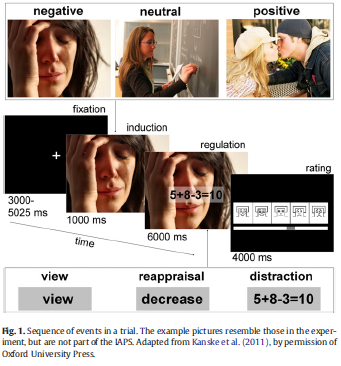 negative neutral positive
fixation
induction
regulation
rating
5+8-3=10
3000-
5025 ms
1000 ms
6000 ms
4000 ms
time
view reappraisal distraction
view decrease 5+8-3=10
Fig. 1. Sequence of events in a trial. The example pictures resemble those in the exper-
iment, but are not part of the IAPS. Adapted from Kanske et al. (2011), by permission of
Oxford University Press.